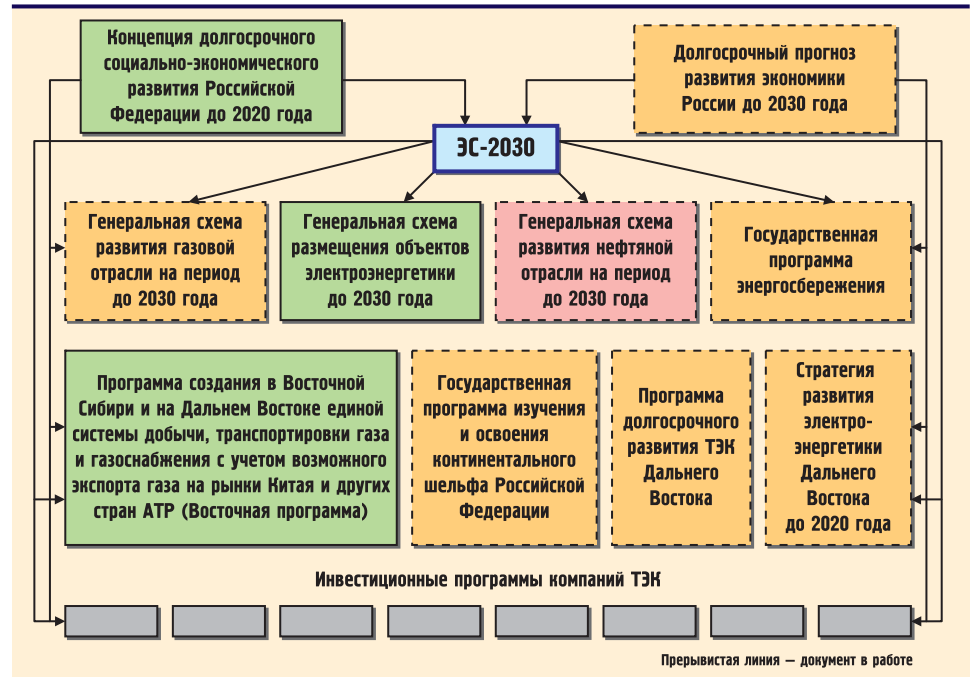 Концепция долгосрочного
социально-экономического
развития Российской
Федерации до 2020 года
Долгосрочный прогноз
развития экономики
России до 2030 года
ЭС-2030
Генеральная схема
развития газовой
отрасли на период
до 2030 года
Генеральная схема
размещения объектов
электроэнергетики
до 2030 года
Генеральная схема
развития нефтяной
отрасли на период
до 2030 года
Государственная
программа
энергосбережения
Программа создания в Восточной
Сибири и на Дальнем Востоке единой
системы добычи, транспортировки газа
и газоснабжения с учетом возможного
экспорта газа на рынки Китая и других
стран АТР (Восточная программа)
Государственная
программа изучения
и освоения
континентального
шельфа Российской
Федерации
Программа
долгосрочного
развития ТЭК
Дальнего
Востока
Стратегия
развития
электро-
энергетики
Дальнего
Востока
до 2020 года
Инвестиционные программы компаний ТЭК
Прерывистая линия — документ в работе